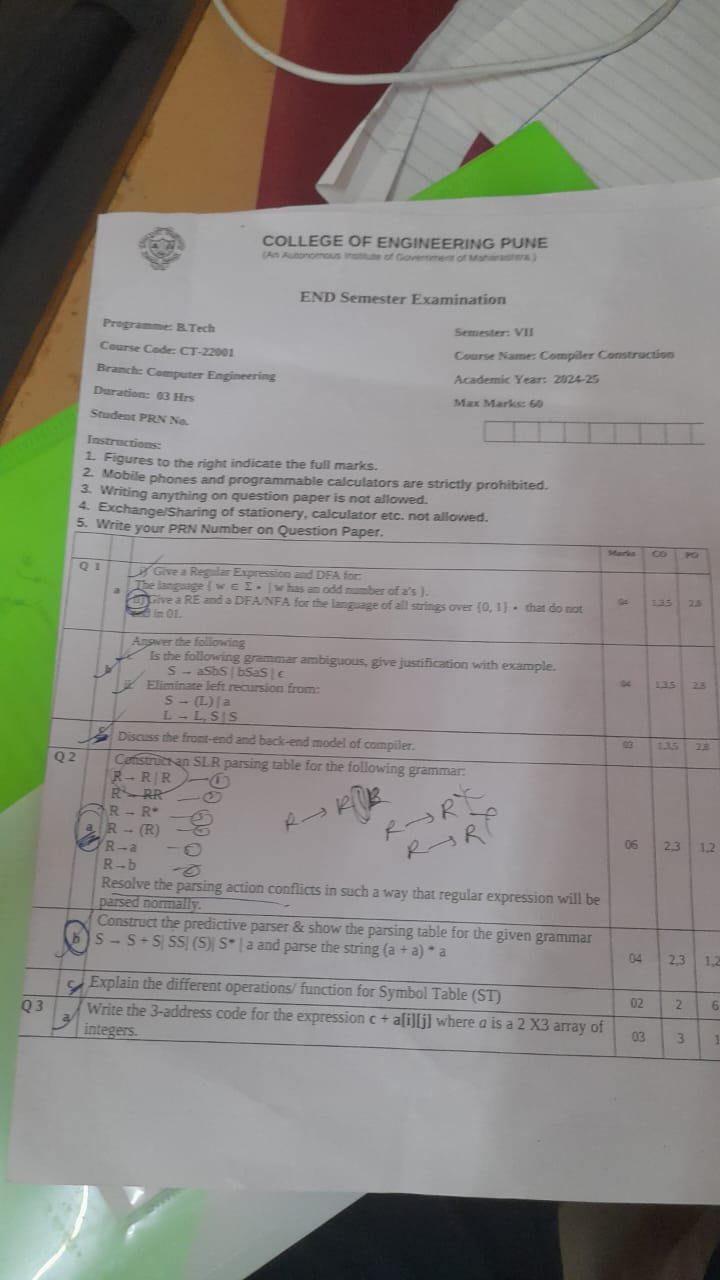 COLLEGE OF ENGINEERING PUNE
(An Autonomous Institute of Government of Maharashtra.)
END Semester Examination
Programme: B.Tech
Semester: VII
Course Code: CT-22001
Course Name: Compiler Construction
Branch: Computer Engineering
Academic Year: 2024-25
Duration: 03 Hrs
Max Marks: 60
Student PRN No.
Instructions:
1. Figures to the right indicate the full marks.
2. Mobile phones and programmable calculators are strictly prohibited.
3. Writing anything on question paper is not allowed.
4. Exchange/Sharing of stationery, calculator etc. not allowed.
5. Write your PRN Number on Question Paper.
Marks CO PO
Q 1 a i) Give a Regular Expression and DFA for:
The language { w ∈ Σ * | w has an odd number of a's }.
ii) Give a RE and a DFA/NFA for the language of all strings over {0, 1} * that do not
in 01.
04 1,3,5 2,8
b Answer the following
Is the following grammar ambiguous, give justification with example.
S → aSbS | bSaS | ϵ
ii. Eliminate left recursion from:
S → (L) | a
L → L, S | S
04 1,3,5 2,8
c Discuss the front-end and back-end model of compiler. 03 1,3,5 2,8
Q 2 a Construct an SLR parsing table for the following grammar:
R → R | R
R → RR
R → R*
R → (R)
R→a
R→b
R → R
R → R
R → R
Resolve the parsing action conflicts in such a way that regular expression will be
parsed normally.
06 2,3 1,2
b Construct the predictive parser & show the parsing table for the given grammar
S → S + S| SS| (S)| S* | a and parse the string (a + a) * a
04 2,3 1,2
c Explain the different operations/ function for Symbol Table (ST) 02 2 6
Q 3 a Write the 3-address code for the expression c + a[i][j] where a is a 2 X3 array of
integers.
03 3 1